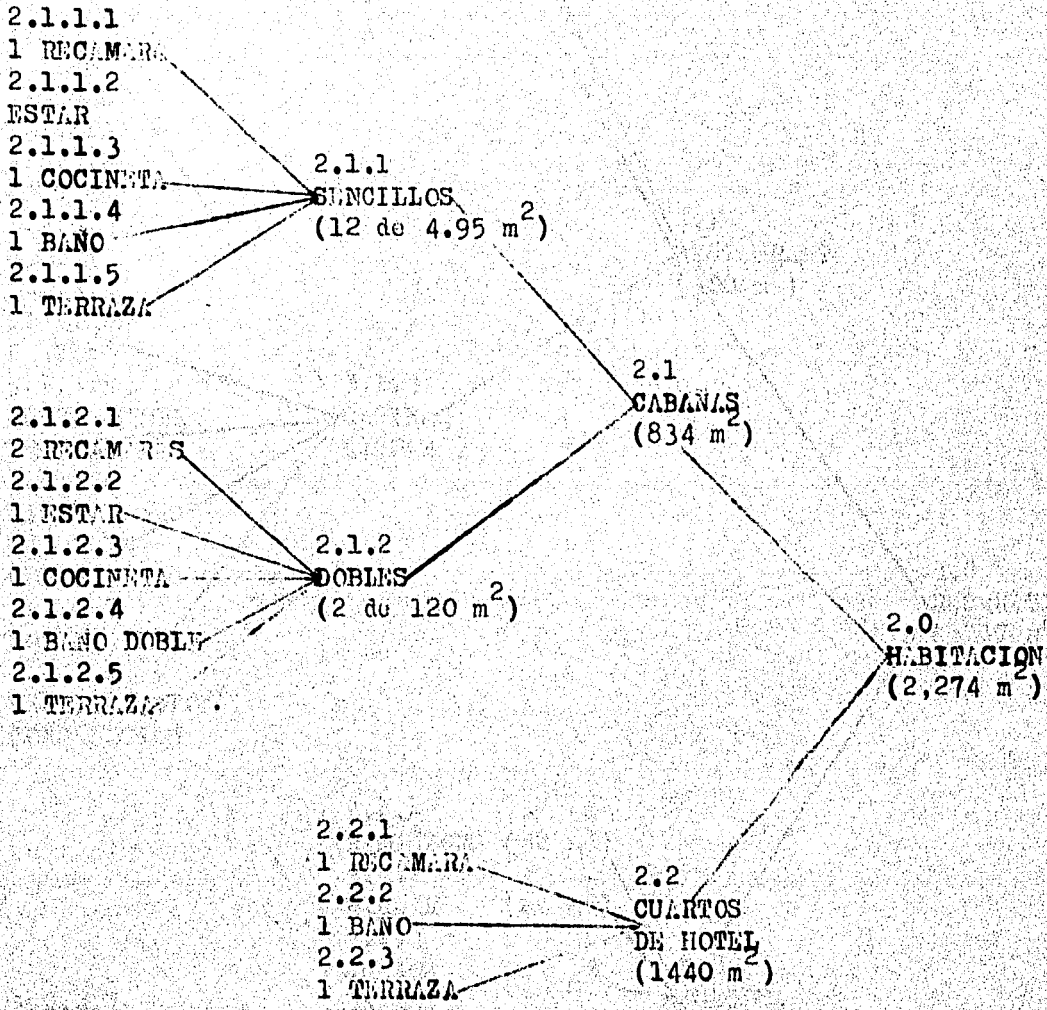 2.1.1.1
1 RECAMARA
2.1.1.2
ESTAR
2.1.1.3
1 COCINETA
2.1.1.4
1 BAÑO
2.1.1.5
1 TERRAZA
2.1.1
SENCILLOS
(12 de 4.95 m²)
2.1.2.1
2 RECAMARAS
2.1.2.2
1 ESTAR
2.1.2.3
1 COCINETA
2.1.2.4
1 BAÑO DOBLE
2.1.2.5
1 TERRAZA
2.1.2
DOBLES
(2 de 120 m²)
2.1
CABAÑAS
(834 m²)
2.2.1
1 RECAMARA
2.2.2
1 BAÑO
2.2.3
1 TERRAZA
2.2
CUARTOS
DE HOTEL
(1440 m²)
2.0
HABITACION
(2,274 m²)